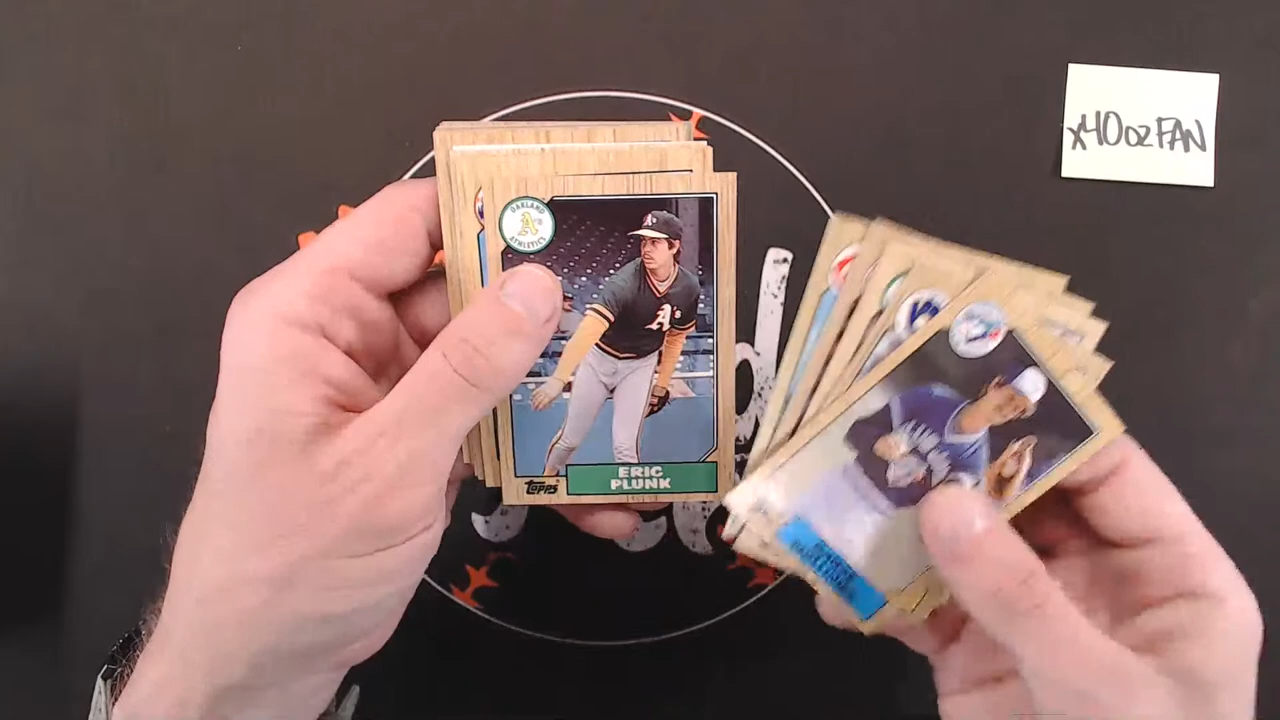 x40ozFAN
OAKLAND
A's
ATHLETICS
A's
ERIC
PLUNK
Topps